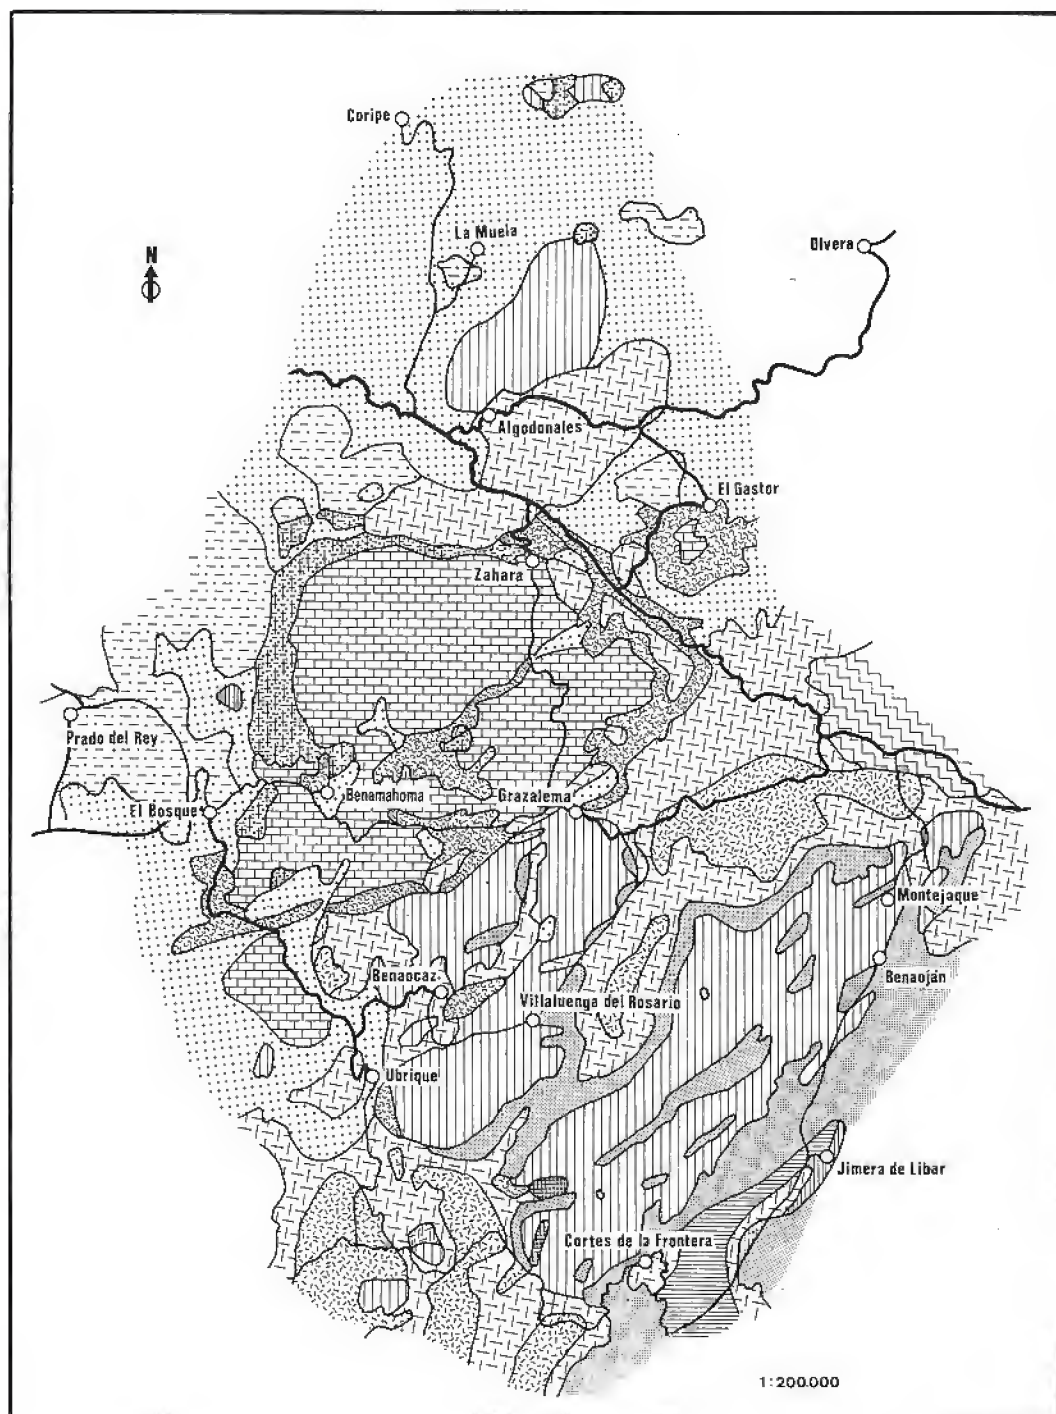 Coripe
La Muela
Olvera
N
Algodonales
El Gastor
Zahara
Prado del Rey
Benamahoma
Grazalema
El Bosque
Montejaque
Benaocaz
Benaoján
Villaluenga del Rosario
Ubrique
Jimera de Libar
Cortes de la Frontera
1:200.000